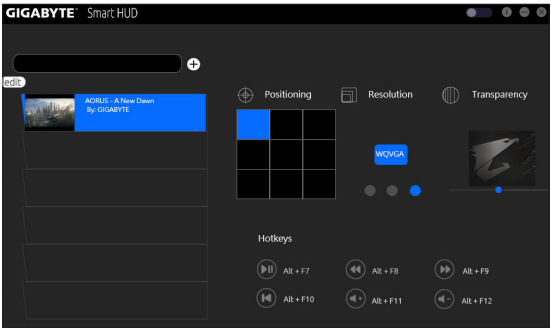 GIGABYTE™ Smart HUD
edit
AORUS - A New Dawn
By: GIGABYTE
Positioning
Resolution
Transparency
WQVGA
Hotkeys
Alt + F7
Alt + F8
Alt + F9
Alt + F10
Alt + F11
Alt + F12